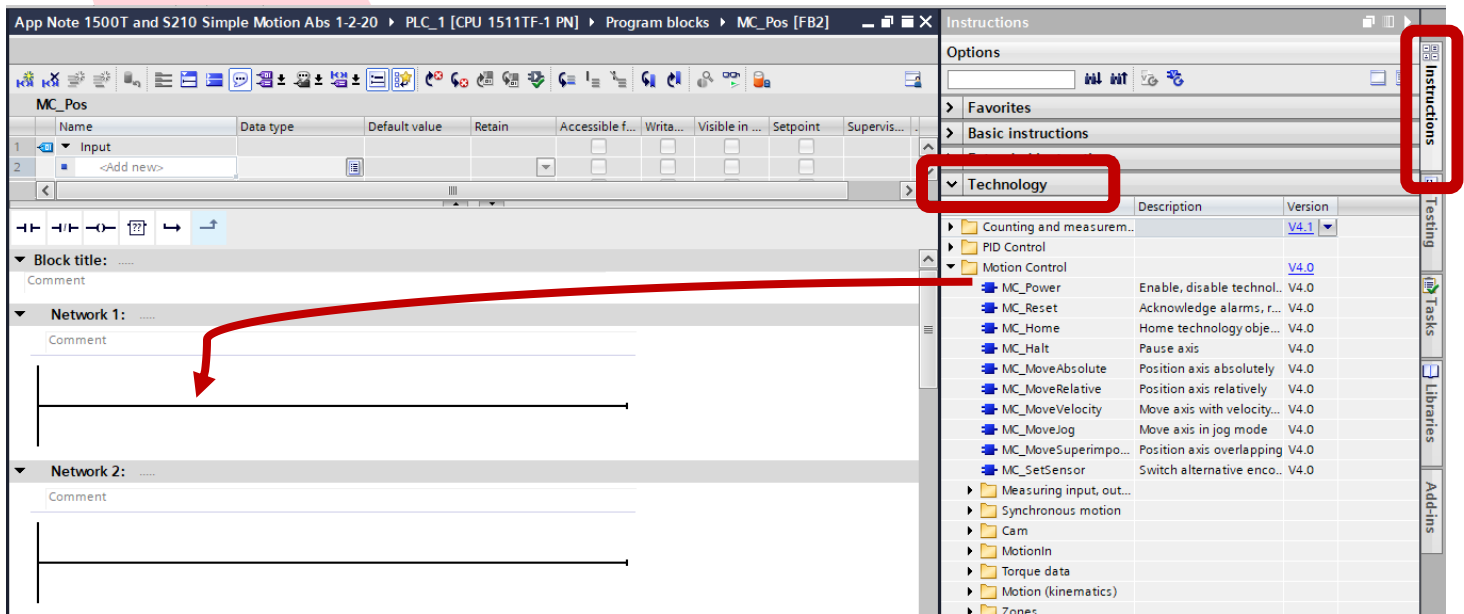 App Note 1500T and S210 Simple Motion Abs 1-2-20 ▸ PLC_1 [CPU 1511TF-1 PN] ▸ Program blocks ▸ MC_Pos [FB2]
MC_Pos
Name Data type Default value Retain Accessible f... Writa... Visible in ... Setpoint Supervis...
1 Input
2 <Add new>
Block title: .....
Comment
Network 1: .....
Comment
Network 2: .....
Comment
Instructions
Options
Favorites
Basic instructions
Technology
Description Version
Counting and measurem.. V4.1
PID Control
Motion Control V4.0
MC_Power Enable, disable technol.. V4.0
MC_Reset Acknowledge alarms, r... V4.0
MC_Home Home technology obje... V4.0
MC_Halt Pause axis V4.0
MC_MoveAbsolute Position axis absolutely V4.0
MC_MoveRelative Position axis relatively V4.0
MC_MoveVelocity Move axis with velocity... V4.0
MC_MoveJog Move axis in jog mode V4.0
MC_MoveSuperimpo... Position axis overlapping V4.0
MC_SetSensor Switch alternative enco.. V4.0
Measuring input, out...
Synchronous motion
Cam
MotionIn
Torque data
Motion (kinematics)
Zones
Instructions
Testing
Tasks
Libraries
Add-ins